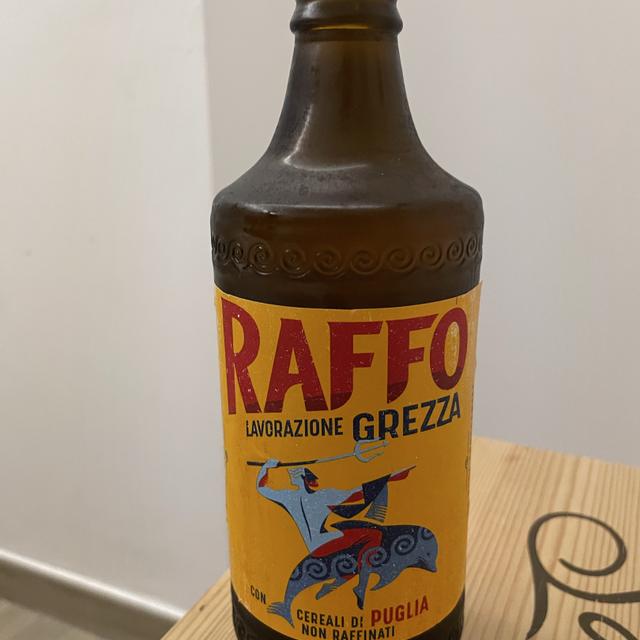 RAFFO
LAVORAZIONE GREZZA
CON
CEREALI DI PUGLIA
NON RAFFINATI